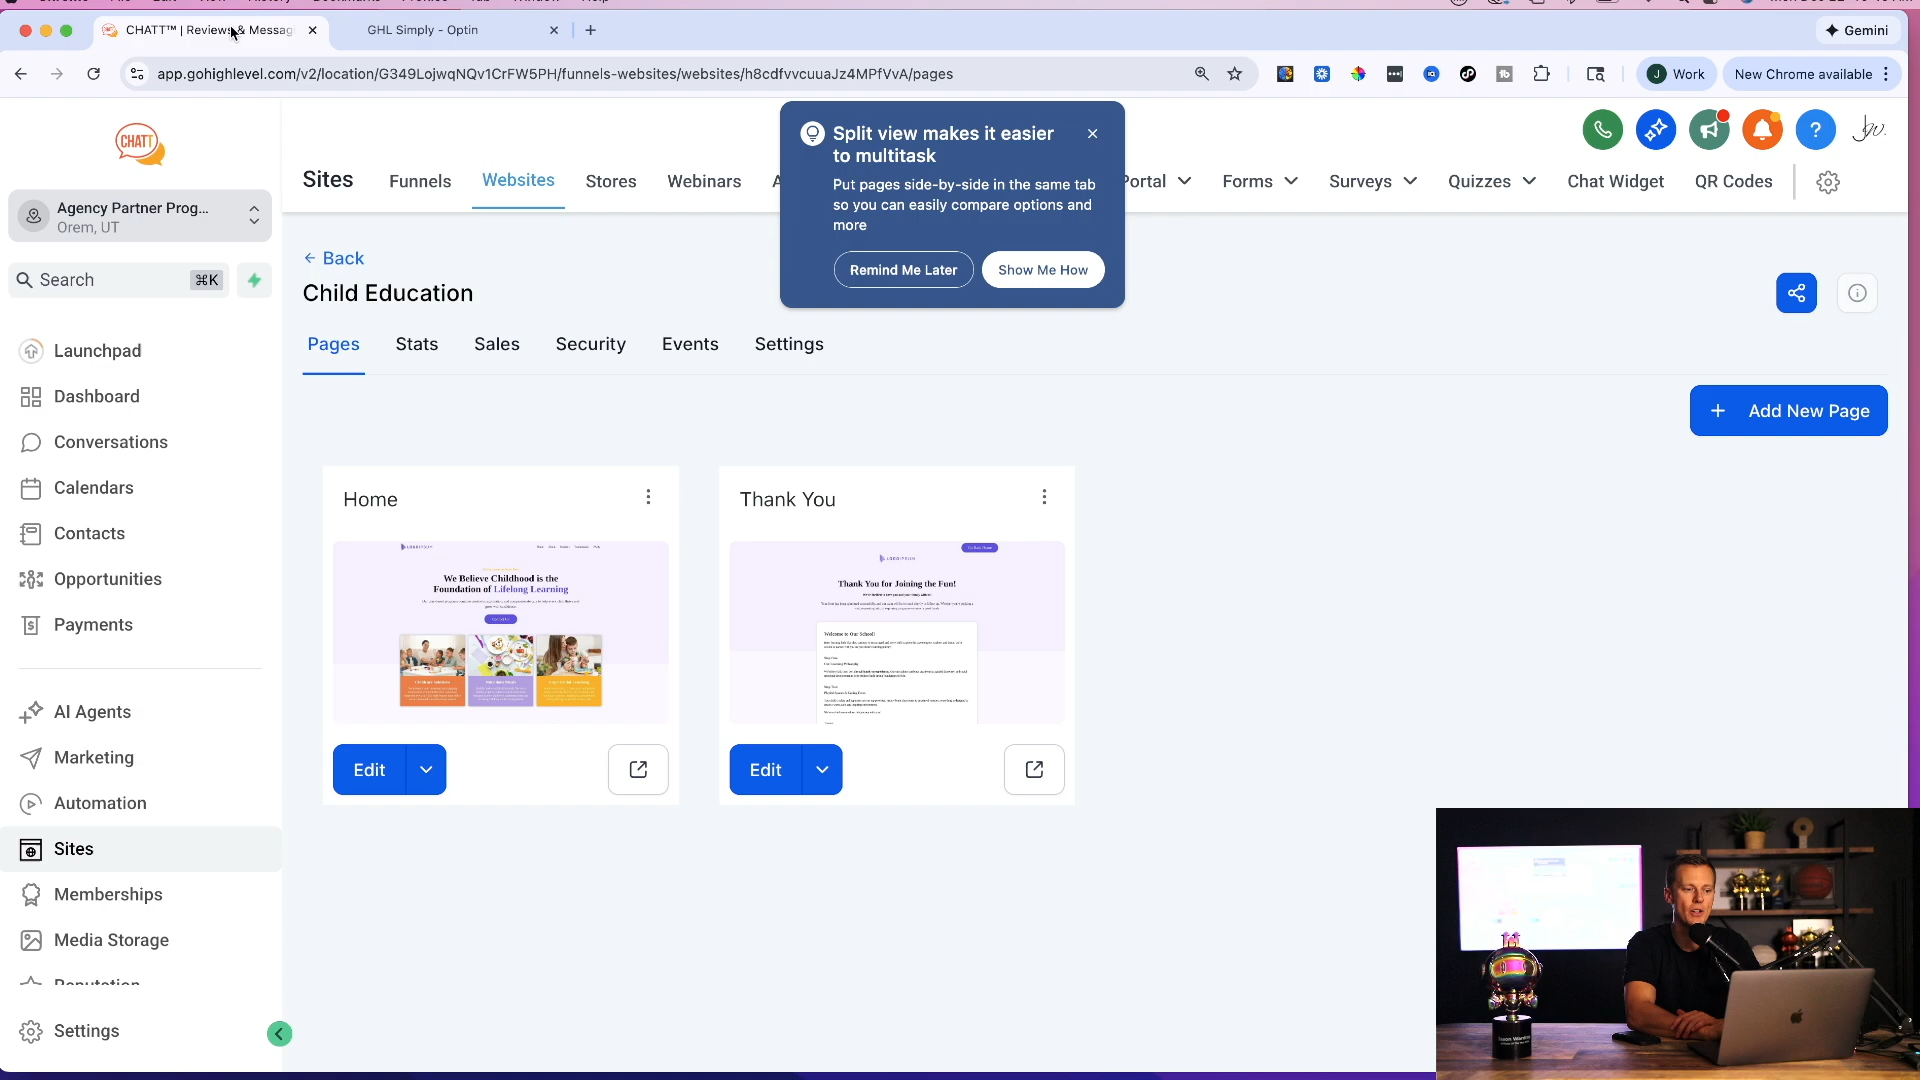 CHATT™ | Reviews & Messag
GHL Simply - Optin
Gemini
app.gohighlevel.com/v2/location/G349LojwqNQv1CrFW5PH/funnels-websites/websites/h8cdfvvcuuaJz4MPfVvA/pages
J
Work
New Chrome available
CHATT
Agency Partner Prog...
Orem, UT
Search
⌘K
Launchpad
Dashboard
Conversations
Calendars
Contacts
Opportunities
Payments
AI Agents
Marketing
Automation
Sites
Memberships
Media Storage
Reputation
Settings
Sites
Funnels
Websites
Stores
Webinars
A
Portal
Forms
Surveys
Quizzes
Chat Widget
QR Codes
Split view makes it easier
to multitask
Put pages side-by-side in the same tab
so you can easily compare options and
more
Remind Me Later
Show Me How
← Back
Child Education
Pages
Stats
Sales
Security
Events
Settings
+ Add New Page
Home
We Believe Childhood is the
Foundation of Lifelong Learning
Edit
Thank You
Thank You for Joining the Fun!
Welcome to Our School!
Edit